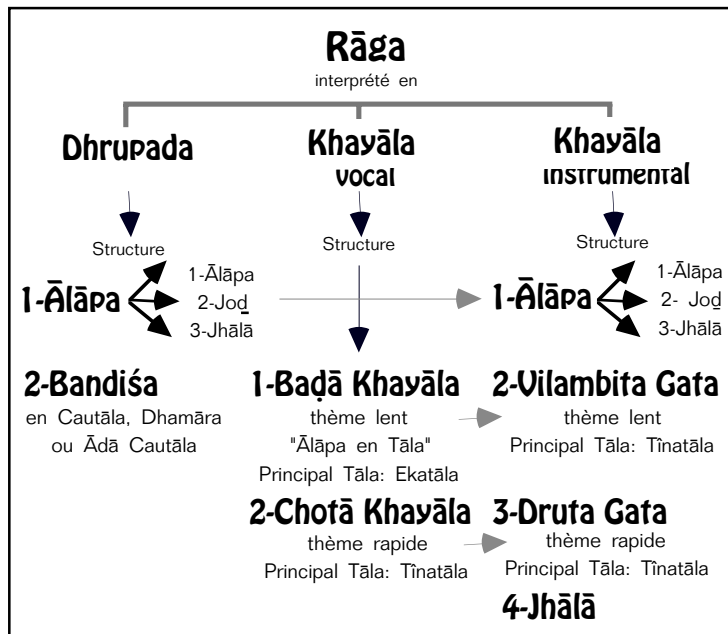 Rāga
interprété en
Dhrupada
Structure
1-Ālāpa
1-Ālāpa
2-Joḏ
3-Jhālā
2-Bandiśa
en Cautāla, Dhamāra
ou Ādā Cautāla
Khayāla
vocal
Structure
1-Baḍā Khayāla
thème lent
"Ālāpa en Tāla"
Principal Tāla: Ekatāla
2-Chotā Khayāla
thème rapide
Principal Tāla: Tînatāla
Khayāla
instrumental
Structure
1-Ālāpa
1-Ālāpa
2- Joḏ
3-Jhālā
2-Vilambita Gata
thème lent
Principal Tāla: Tînatāla
3-Druta Gata
thème rapide
Principal Tāla: Tînatāla
4-Jhālā